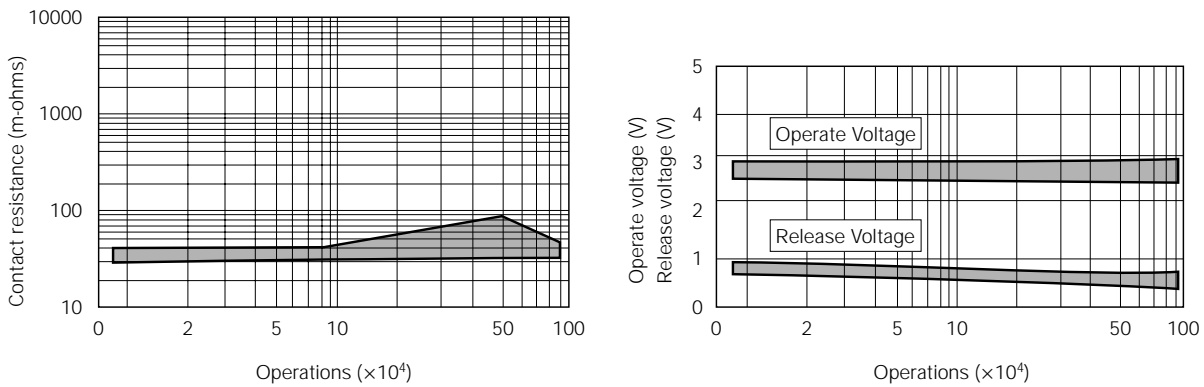 10000
1000
100
10
Contact resistance (m-ohms)
0 2 5 10 50 100
Operations (×10⁴)
5
4
3
2
1
0
Operate voltage (V)
Release voltage (V)
Operate Voltage
Release Voltage
0 2 5 10 50 100
Operations (×10⁴)